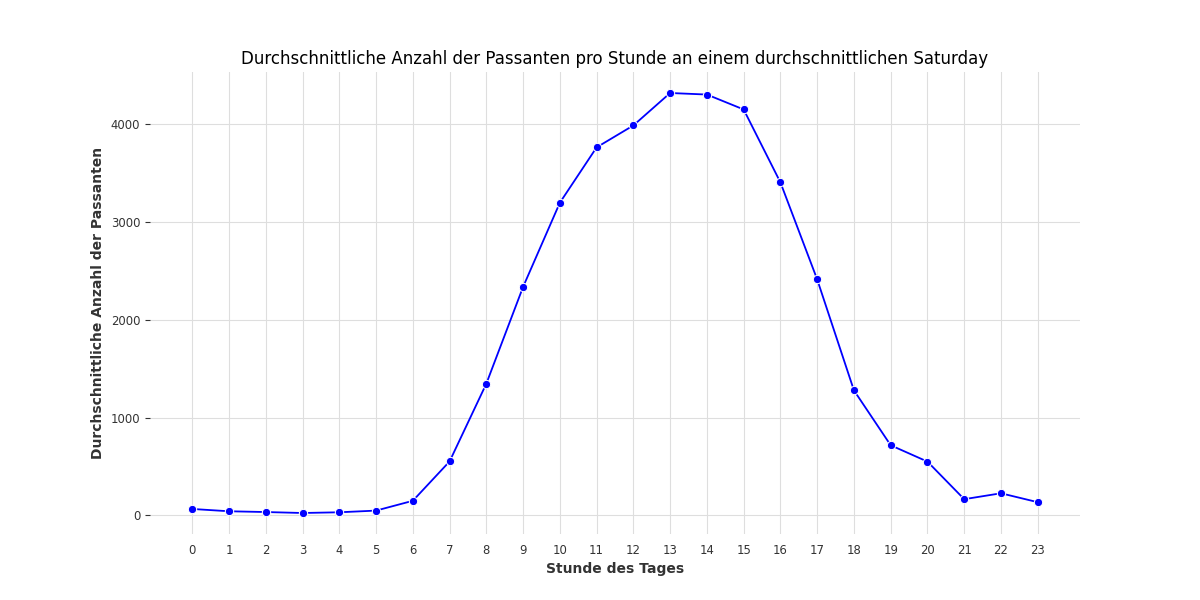 Durchschnittliche Anzahl der Passanten pro Stunde an einem durchschnittlichen Saturday
Durchschnittliche Anzahl der Passanten
4000
3000
2000
1000
0
0 1 2 3 4 5 6 7 8 9 10 11 12 13 14 15 16 17 18 19 20 21 22 23
Stunde des Tages